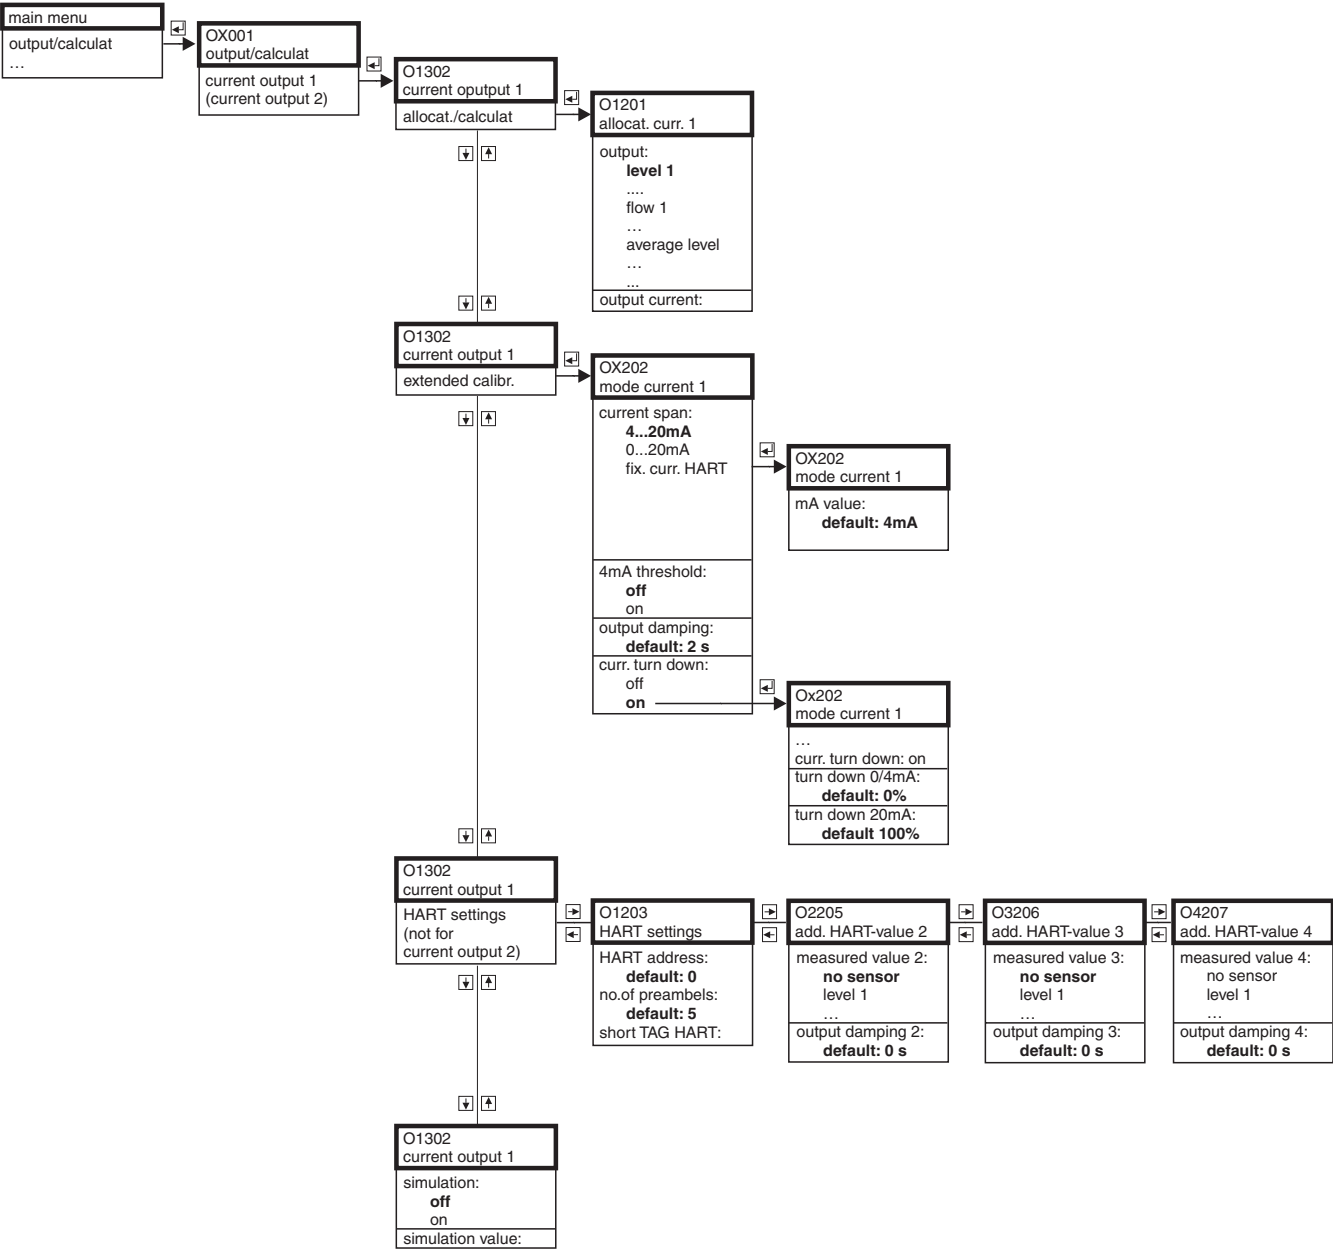 main menu
output/calculat
…
OX001
output/calculat
current output 1
(current output 2)
O1302
current oputput 1
allocat./calculat
O1201
allocat. curr. 1
output:
level 1
....
flow 1
…
average level
…
...
output current:
O1302
current output 1
extended calibr.
OX202
mode current 1
current span:
4...20mA
0...20mA
fix. curr. HART
4mA threshold:
off
on
output damping:
default: 2 s
curr. turn down:
off
on
OX202
mode current 1
mA value:
default: 4mA
Ox202
mode current 1
…
curr. turn down: on
turn down 0/4mA:
default: 0%
turn down 20mA:
default 100%
O1302
current output 1
HART settings
(not for
current output 2)
O1203
HART settings
HART address:
default: 0
no.of preambels:
default: 5
short TAG HART:
O2205
add. HART-value 2
measured value 2:
no sensor
level 1
…
output damping 2:
default: 0 s
O3206
add. HART-value 3
measured value 3:
no sensor
level 1
…
output damping 3:
default: 0 s
O4207
add. HART-value 4
measured value 4:
no sensor
level 1
…
output damping 4:
default: 0 s
O1302
current output 1
simulation:
off
on
simulation value: